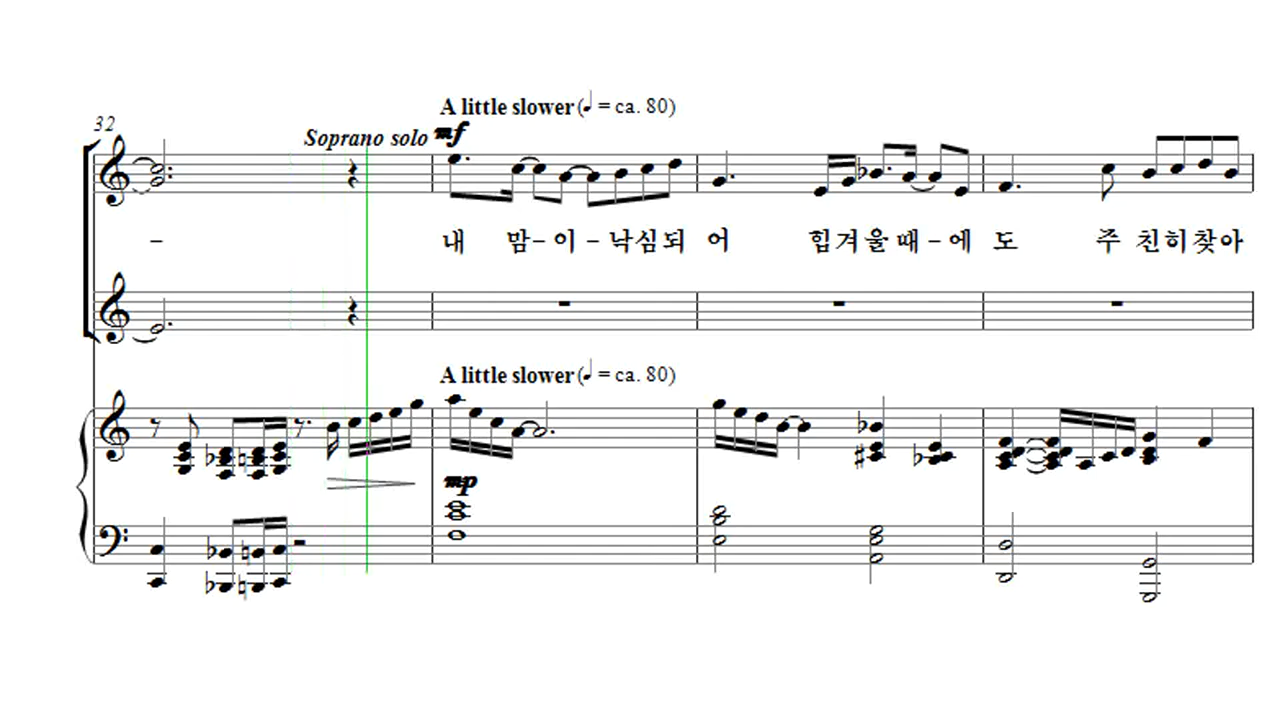 A little slower (♩ = ca. 80)
32
Soprano solo mf
– 내 맘 – 이 – 낙심되 어 힘겨울때 – 에 도 주 친히찾아
A little slower (♩ = ca. 80)
mp